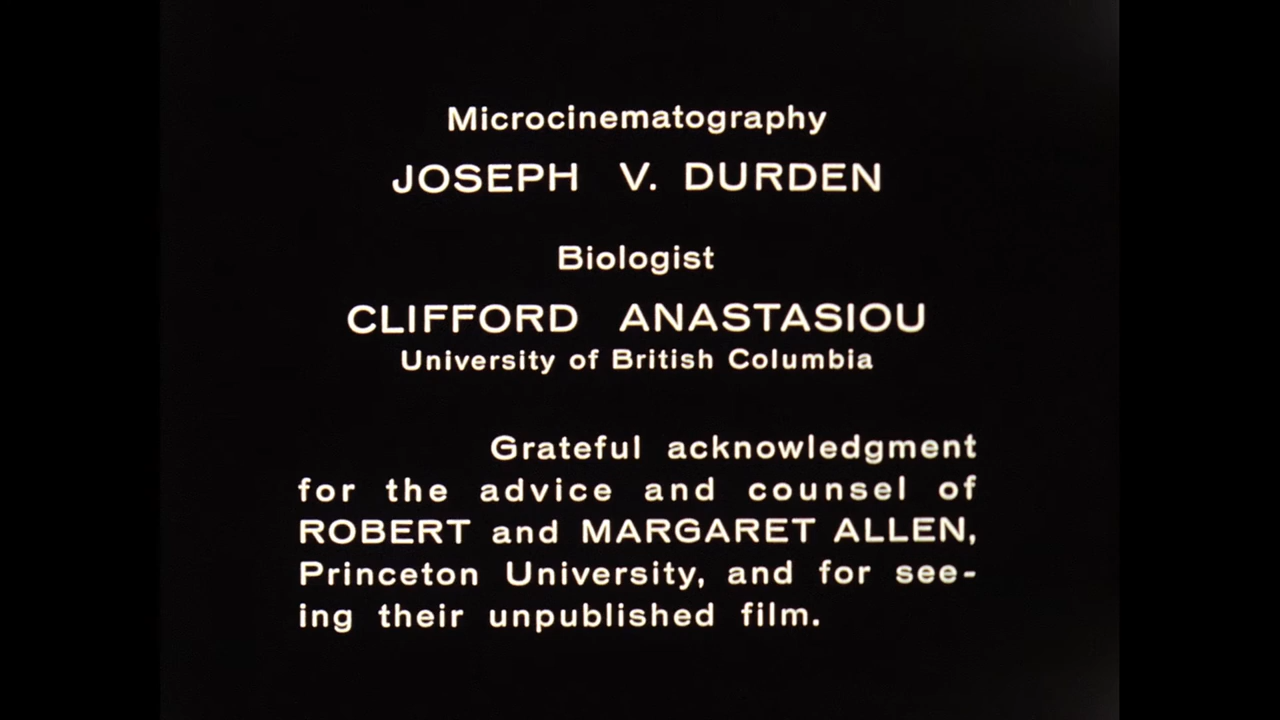 Microcinematography
JOSEPH V. DURDEN
Biologist
CLIFFORD ANASTASIOU
University of British Columbia
Grateful acknowledgment
for the advice and counsel of
ROBERT and MARGARET ALLEN,
Princeton University, and for see-
ing their unpublished film.